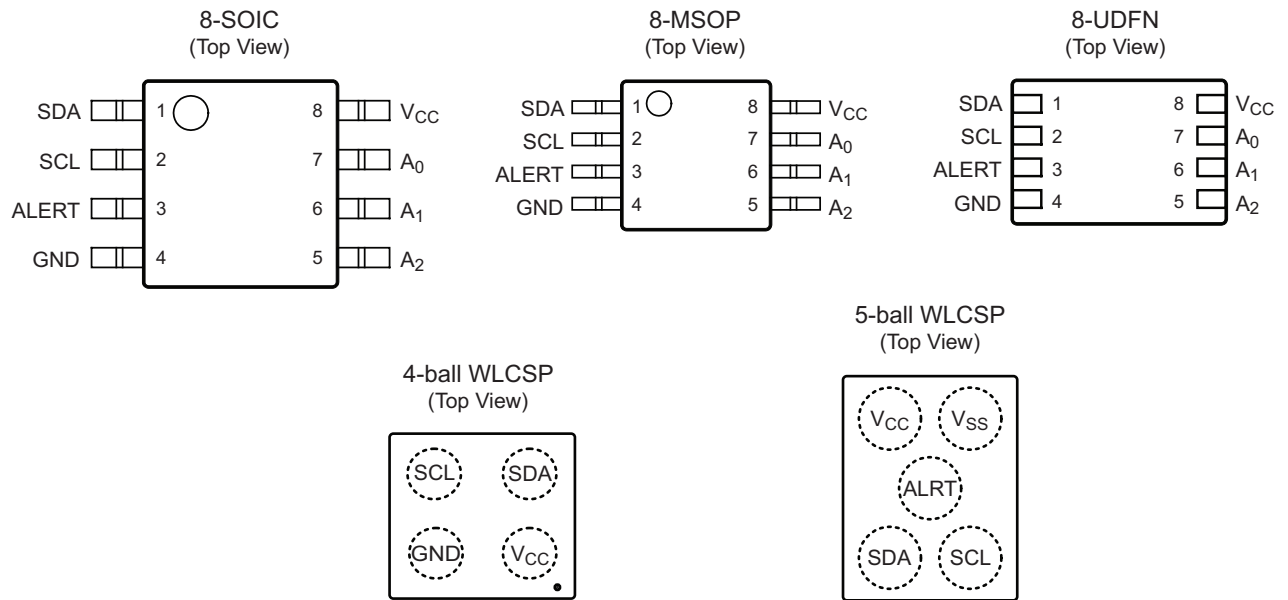 8-SOIC
(Top View)
SDA 1 8 VCC
SCL 2 7 A0
ALERT 3 6 A1
GND 4 5 A2
8-MSOP
(Top View)
SDA 1 8 VCC
SCL 2 7 A0
ALERT 3 6 A1
GND 4 5 A2
8-UDFN
(Top View)
SDA 1 8 VCC
SCL 2 7 A0
ALERT 3 6 A1
GND 4 5 A2
4-ball WLCSP
(Top View)
SCL SDA
GND VCC
5-ball WLCSP
(Top View)
VCC VSS
ALRT
SDA SCL